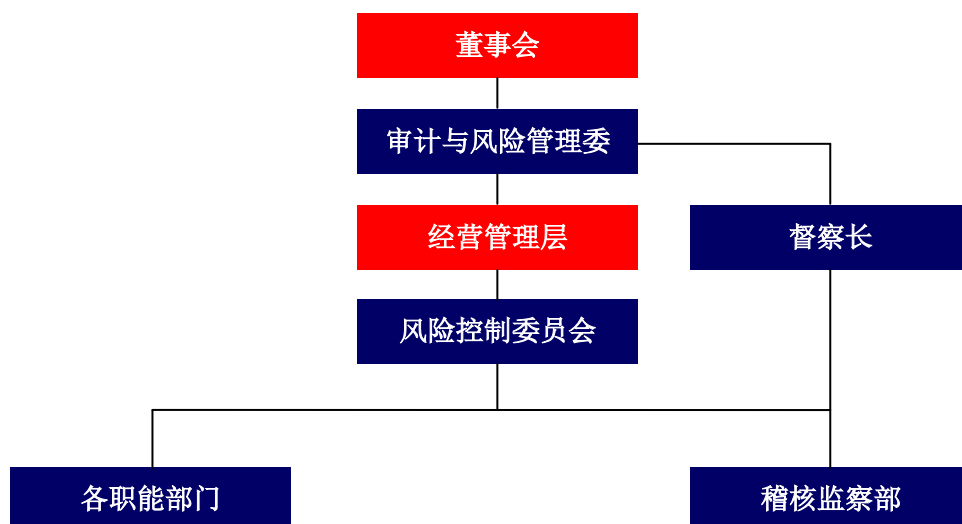 董事会
审计与风险管理委
经营管理层
督察长
风险控制委员会
各职能部门
稽核监察部